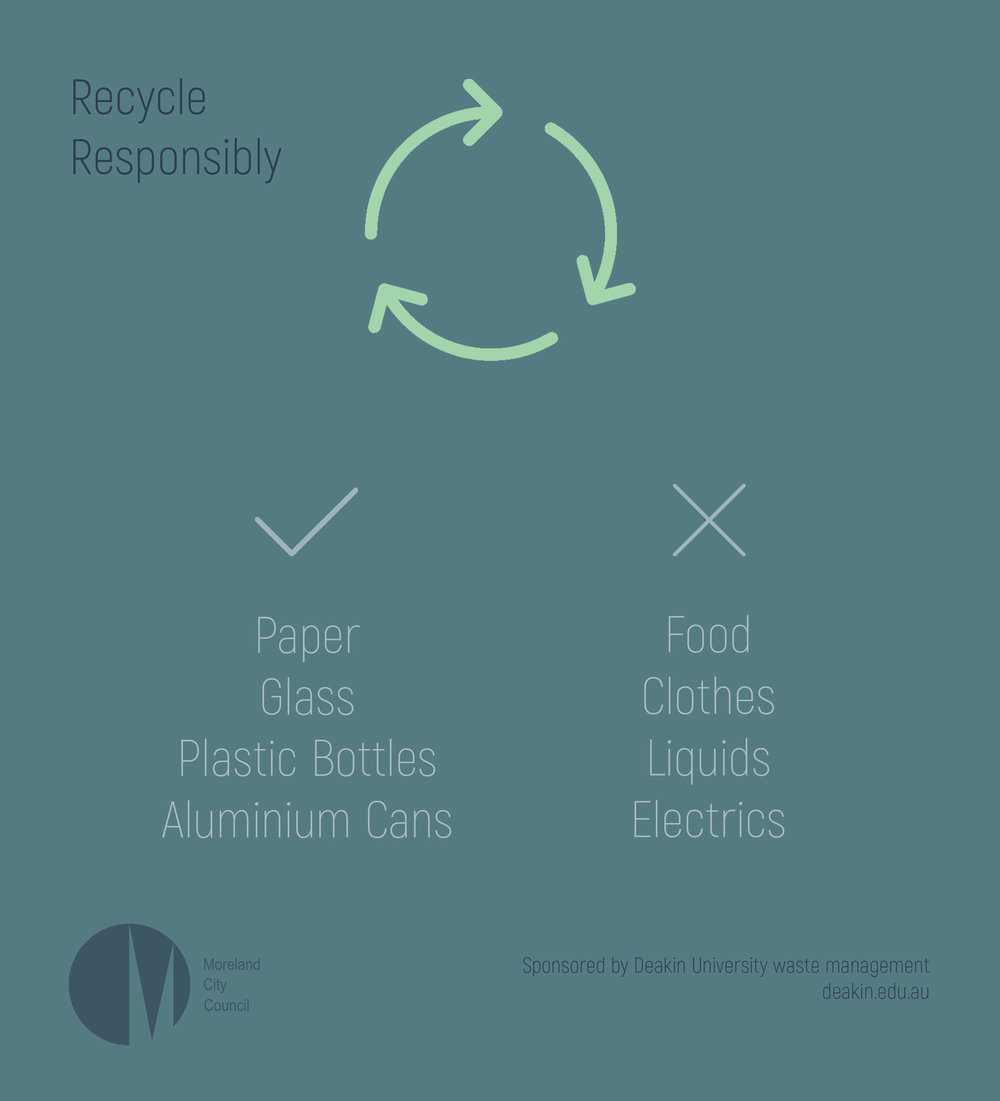 Recycle
Responsibly
Paper
Glass
Plastic Bottles
Aluminium Cans
Food
Clothes
Liquids
Electrics
Moreland
City
Council
Sponsored by Deakin University waste management
deakin.edu.au